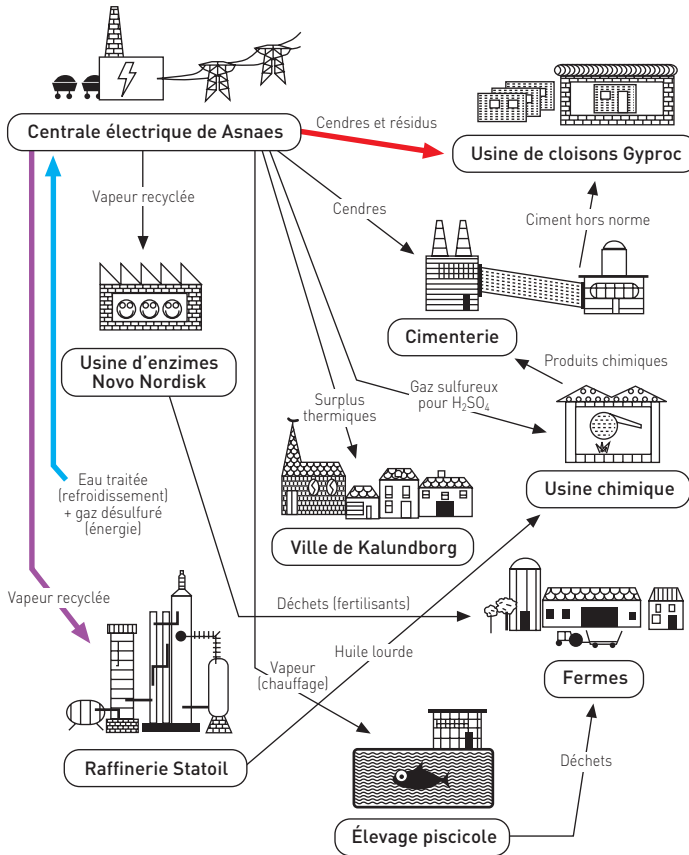 Centrale électrique de Asnaes
Cendres et résidus
Usine de cloisons Gyproc
Vapeur recyclée
Cendres
Ciment hors norme
Cimenterie
Usine d'enzimes
Novo Nordisk
Produits chimiques
Surplus
thermiques
Gaz sulfureux
pour H₂SO₄
Eau traitée
(refroidissement)
+ gaz désulfuré
(énergie)
Usine chimique
Ville de Kalundborg
Vapeur recyclée
Déchets (fertilisants)
Huile lourde
Vapeur
(chauffage)
Fermes
Raffinerie Statoil
Déchets
Élevage piscicole